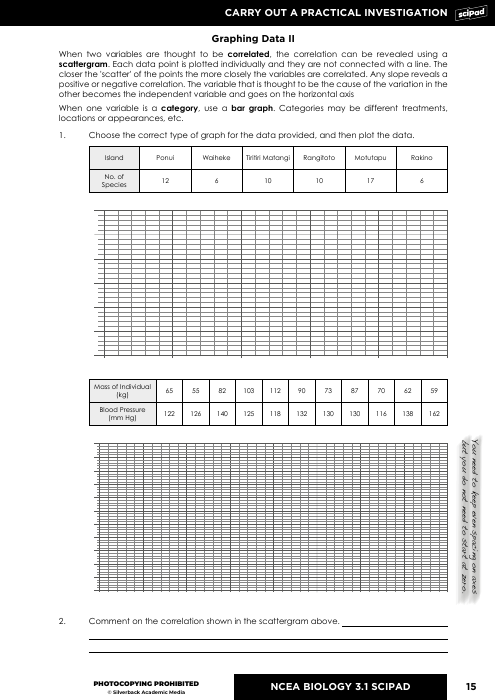 CARRY OUT A PRACTICAL INVESTIGATION
scipad
Graphing Data II
When two variables are thought to be correlated, the correlation can be revealed using a
scattergram. Each data point is plotted individually and they are not connected with a line. The
closer the 'scatter' of the points the more closely the variables are correlated. Any slope reveals a
positive or negative correlation. The variable that is thought to be the cause of the variation in the
other becomes the independent variable and goes on the horizontal axis
When one variable is a category, use a bar graph. Categories may be different treatments,
locations or appearances, etc.
1. Choose the correct type of graph for the data provided, and then plot the data.
Island Ponui Waiheke Tiritiri Matangi Rangitoto Motutapu Rakino
No. of
Species
12 6 10 10 17 6
Mass of Individual
(kg)
65 55 82 103 112 90 73 87 70 62 59
Blood Pressure
(mm Hg)
122 126 140 125 118 132 130 130 116 138 162
You need to keep even spacing on axes
but you do not need to start at zero.
2. Comment on the correlation shown in the scattergram above.
PHOTOCOPYING PROHIBITED
© Silverback Academic Media
NCEA BIOLOGY 3.1 SCIPAD
15